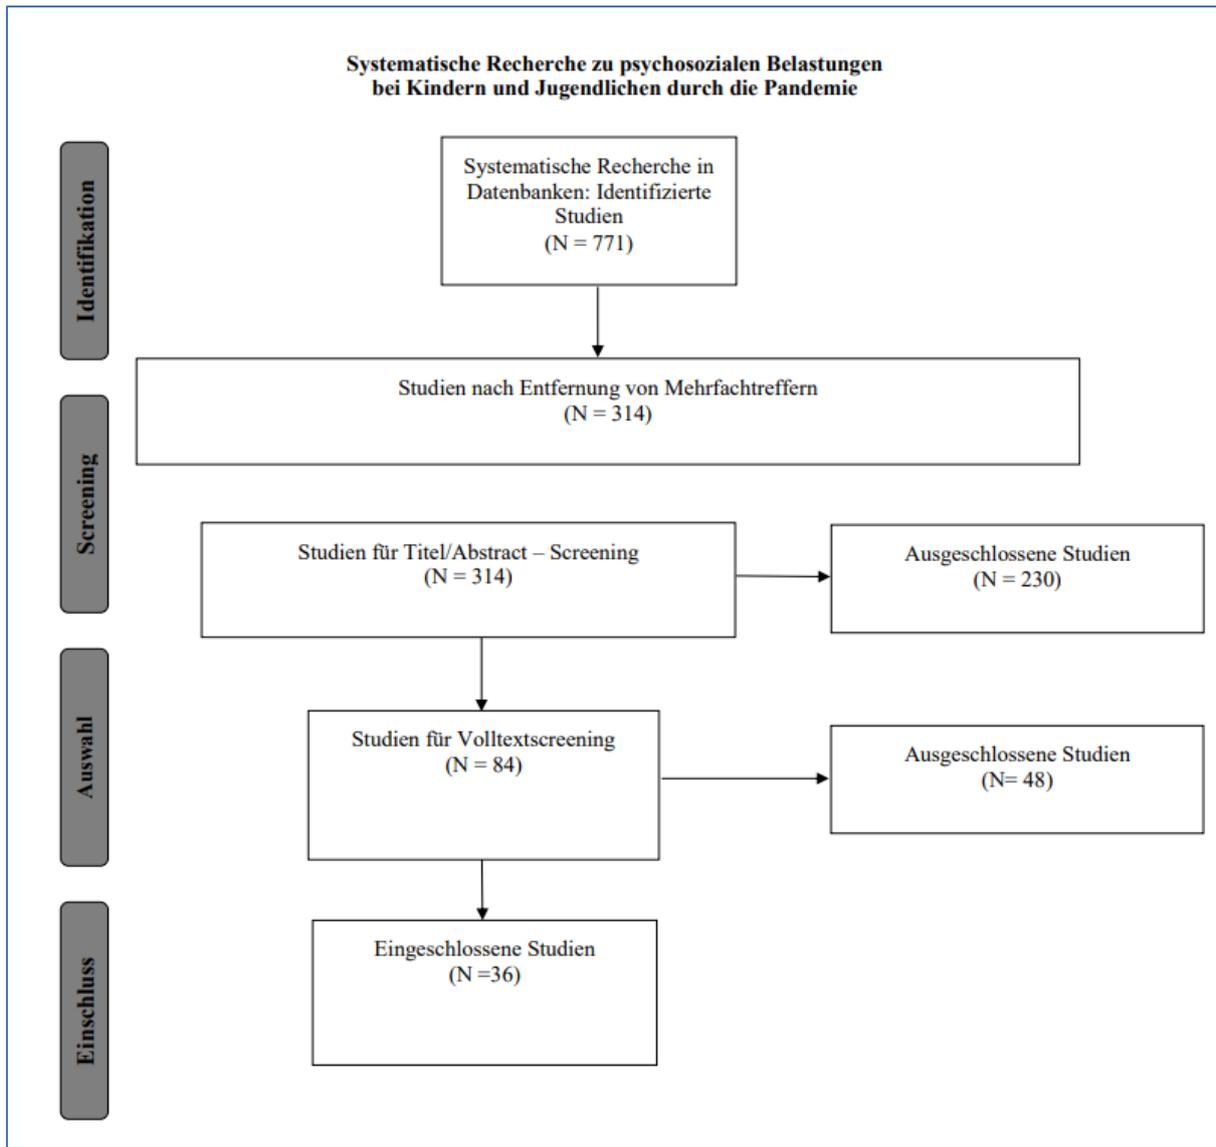 Systematische Recherche zu psychosozialen Belastungen
bei Kindern und Jugendlichen durch die Pandemie
Identifikation
Systematische Recherche in
Datenbanken: Identifizierte
Studien
(N = 771)
Studien nach Entfernung von Mehrfachtreffern
(N = 314)
Screening
Studien für Titel/Abstract – Screening
(N = 314)
Ausgeschlossene Studien
(N = 230)
Auswahl
Studien für Volltextscreening
(N = 84)
Ausgeschlossene Studien
(N= 48)
Einschluss
Eingeschlossene Studien
(N =36)